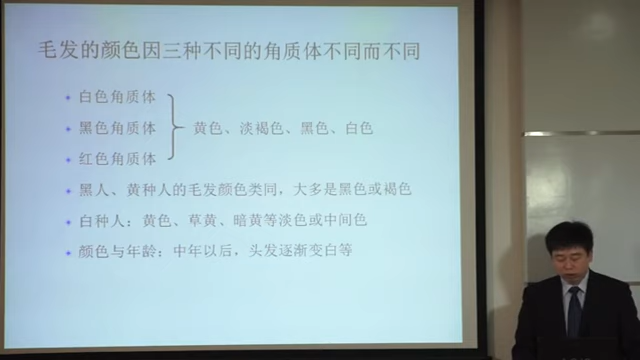 毛发的颜色因三种不同的角质体不同而不同
白色角质体
黑色角质体
红色角质体
黄色、淡褐色、黑色、白色
黑人、黄种人的毛发颜色类同，大多是黑色或褐色
白种人：黄色、草黄、暗黄等淡色或中间色
颜色与年龄：中年以后，头发逐渐变白等